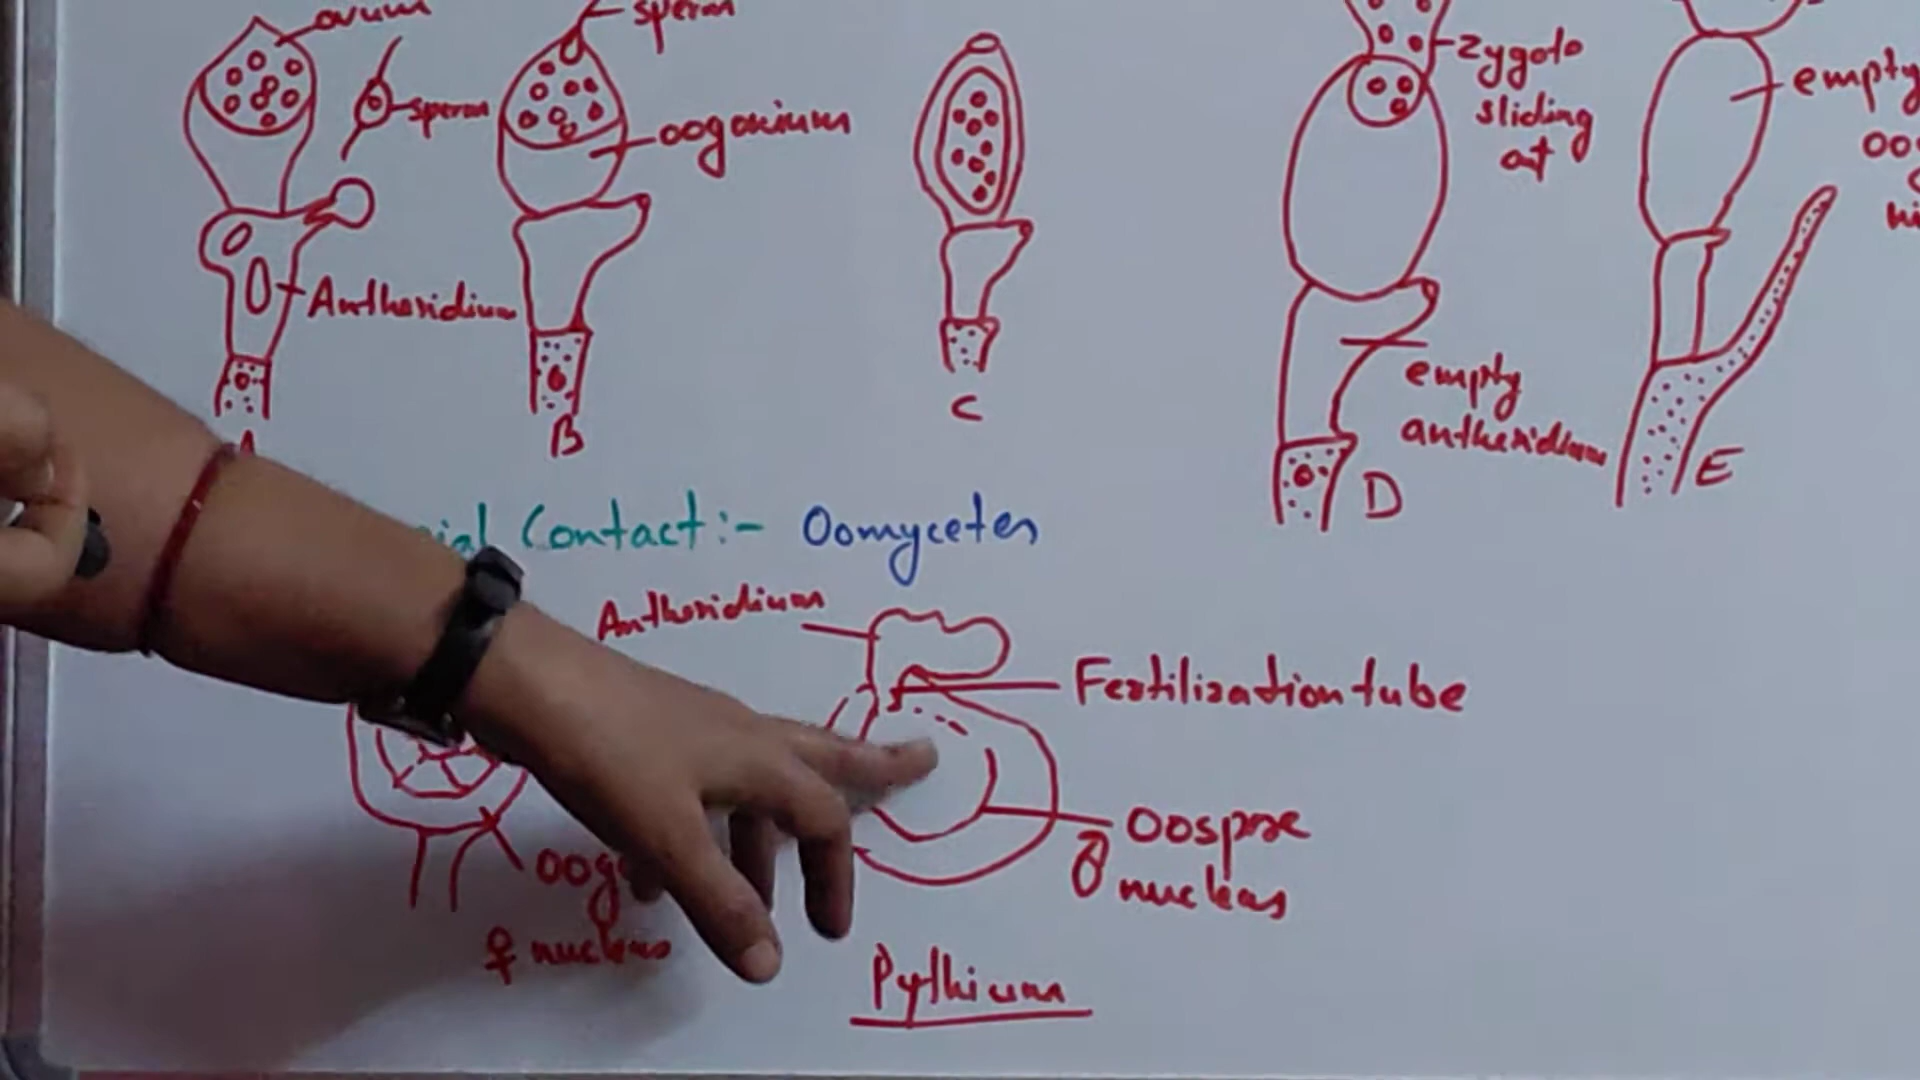 ovum
sperm
sperm
oogonium
Antheridium
zygote
sliding
out
empty
empty
antheridium
A
B
C
D
E
Contact:- Oomycetes
Antheridium
Fertilization tube
Oospore
nucleus
♀ nucleus
Pythium